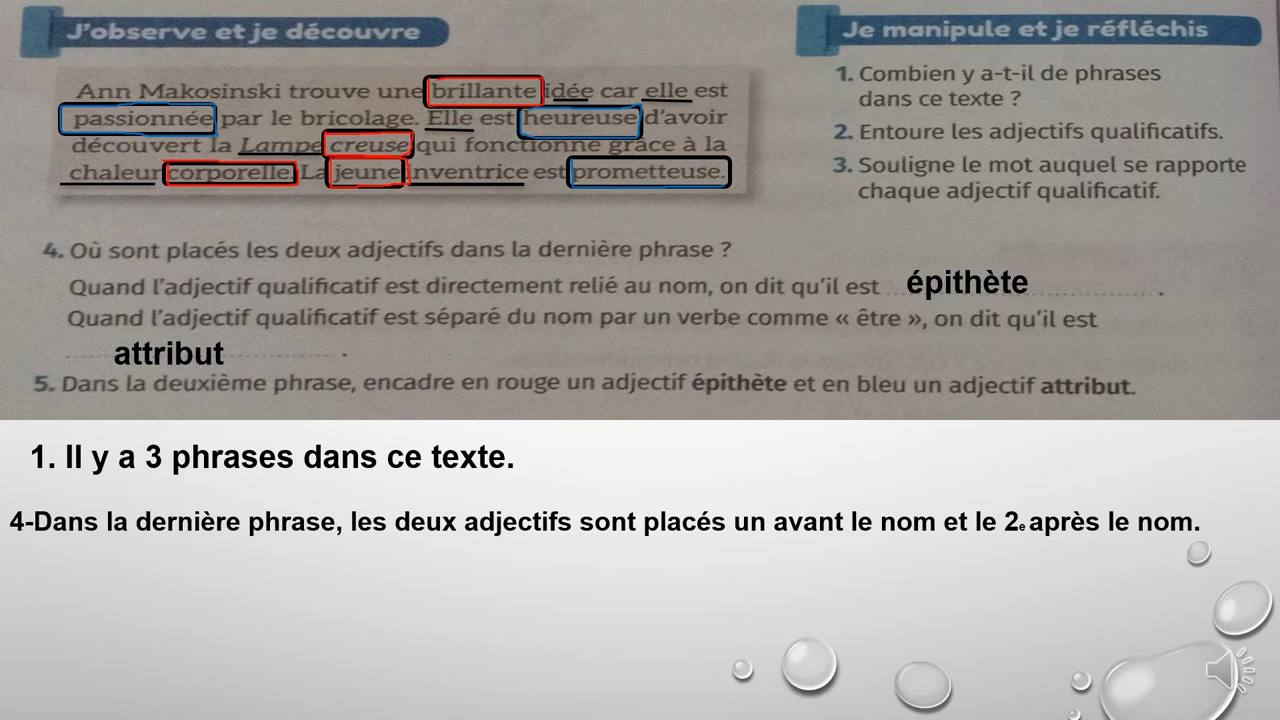 J'observe et je découvre
Ann Makosinski trouve une brillante idée car elle est
passionnée par le bricolage. Elle est heureuse d'avoir
découvert la Lampe creuse qui fonctionne grâce à la
chaleur corporelle. La jeune inventrice est prometteuse.
Je manipule et je réfléchis
1. Combien y a-t-il de phrases
dans ce texte ?
2. Entoure les adjectifs qualificatifs.
3. Souligne le mot auquel se rapporte
chaque adjectif qualificatif.
4. Où sont placés les deux adjectifs dans la dernière phrase ?
Quand l'adjectif qualificatif est directement relié au nom, on dit qu'il est épithète.
Quand l'adjectif qualificatif est séparé du nom par un verbe comme « être », on dit qu'il est
attribut.
5. Dans la deuxième phrase, encadre en rouge un adjectif épithète et en bleu un adjectif attribut.
1. Il y a 3 phrases dans ce texte.
4-Dans la dernière phrase, les deux adjectifs sont placés un avant le nom et le 2e après le nom.